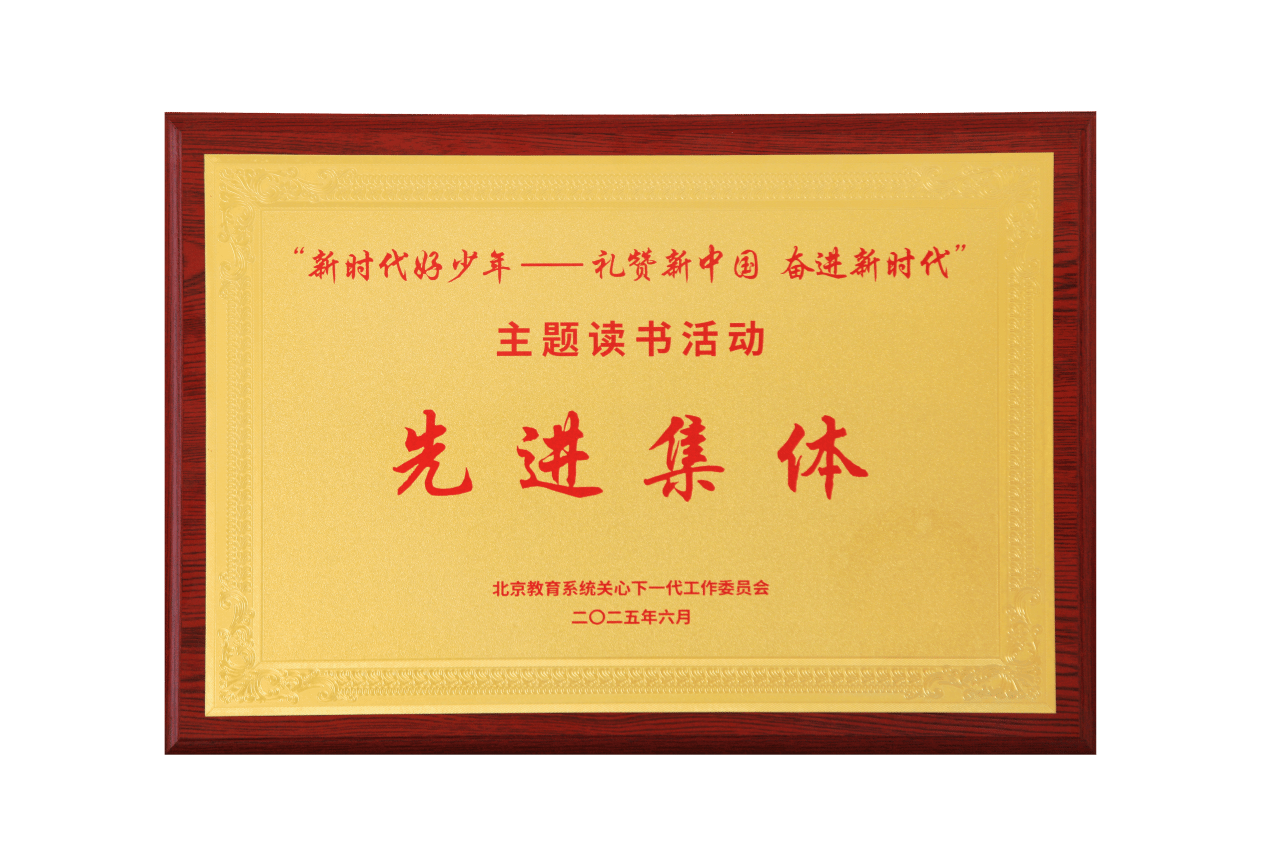 “新时代好少年——礼赞新中国 奋进新时代”
主题读书活动
先进集体
北京教育系统关心下一代工作委员会
二〇二五年六月